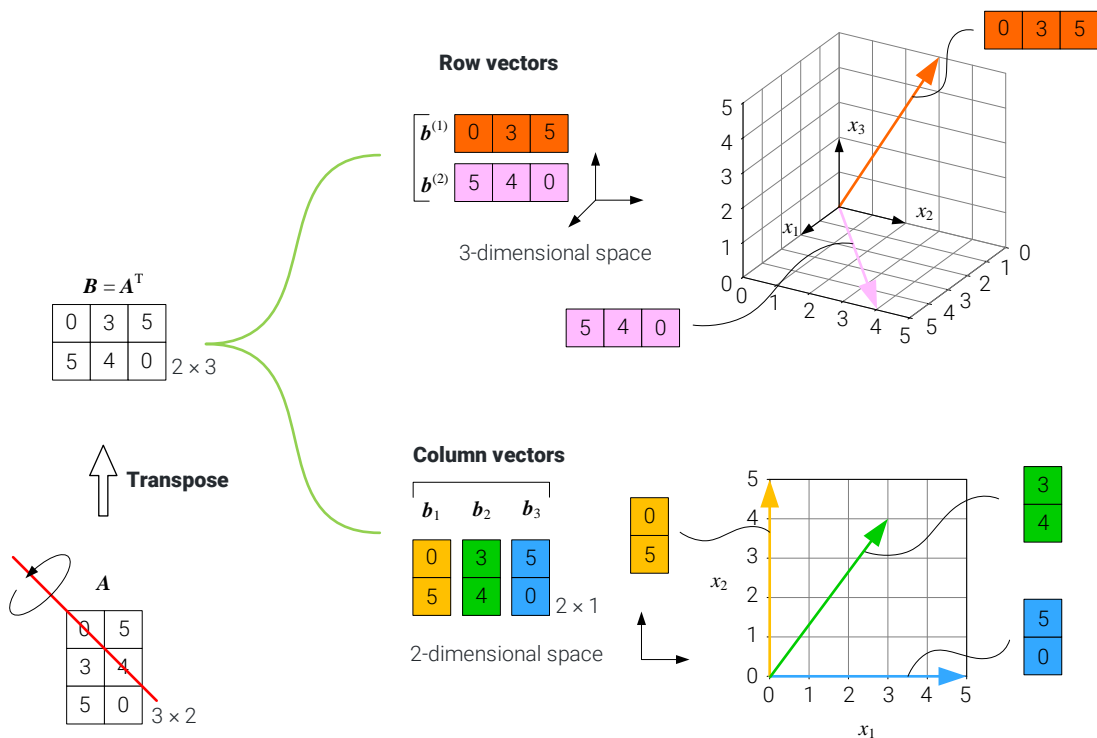 Row vectors
b(1) 0 3 5
b(2) 5 4 0
3-dimensional space
0 3 5
5
4
3
2
1
0
x3
x2
x1
0 1 2 3 4 5
5 4 3 2 1 0
5 4 0
B = A^T
0 3 5
5 4 0
2 × 3
Transpose
A
0 5
3 4
5 0
3 × 2
Column vectors
b1 b2 b3
0 3 5
5 4 0
2 × 1
2-dimensional space
0
5
5
4
3
2
1
0
x2
0 1 2 3 4 5
x1
3
4
5
0